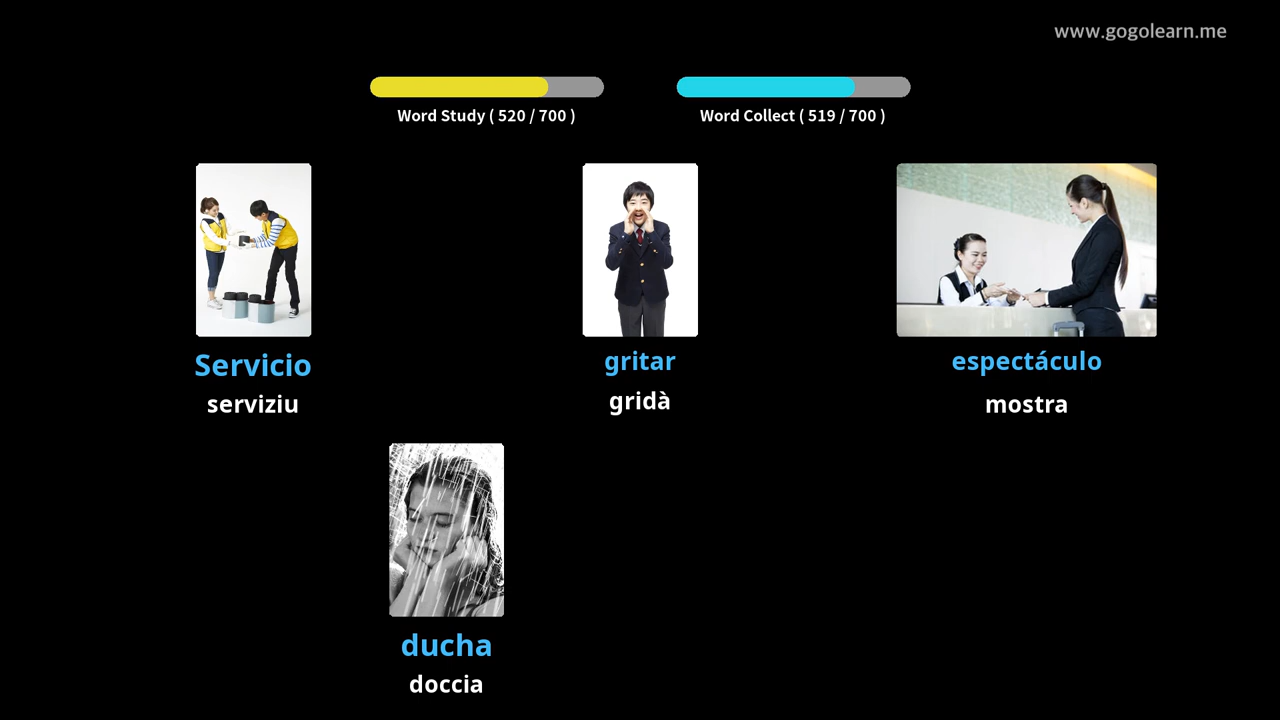 www.gogolearn.me
Word Study ( 520 / 700 )
Word Collect ( 519 / 700 )
Servicio
serviziu
gritar
gridà
espectáculo
mostra
ducha
doccia